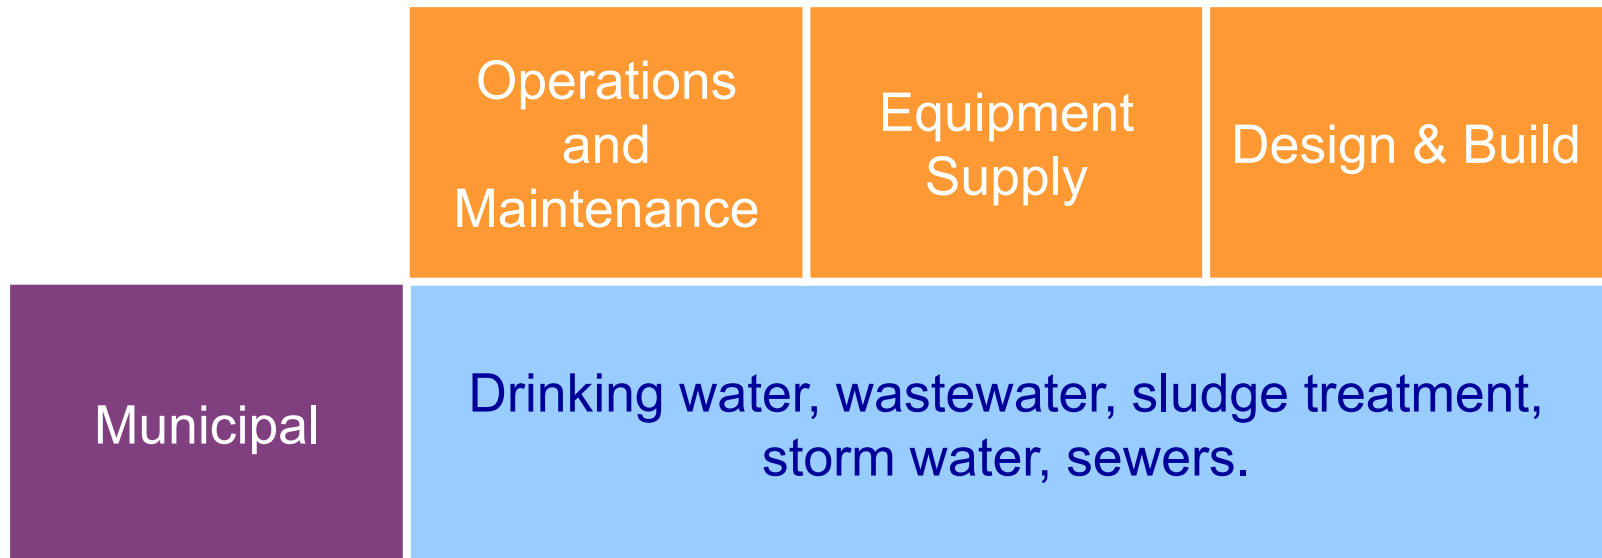 Operations
and
Maintenance
Equipment
Supply
Design & Build
Municipal
Drinking water, wastewater, sludge treatment,
storm water, sewers.